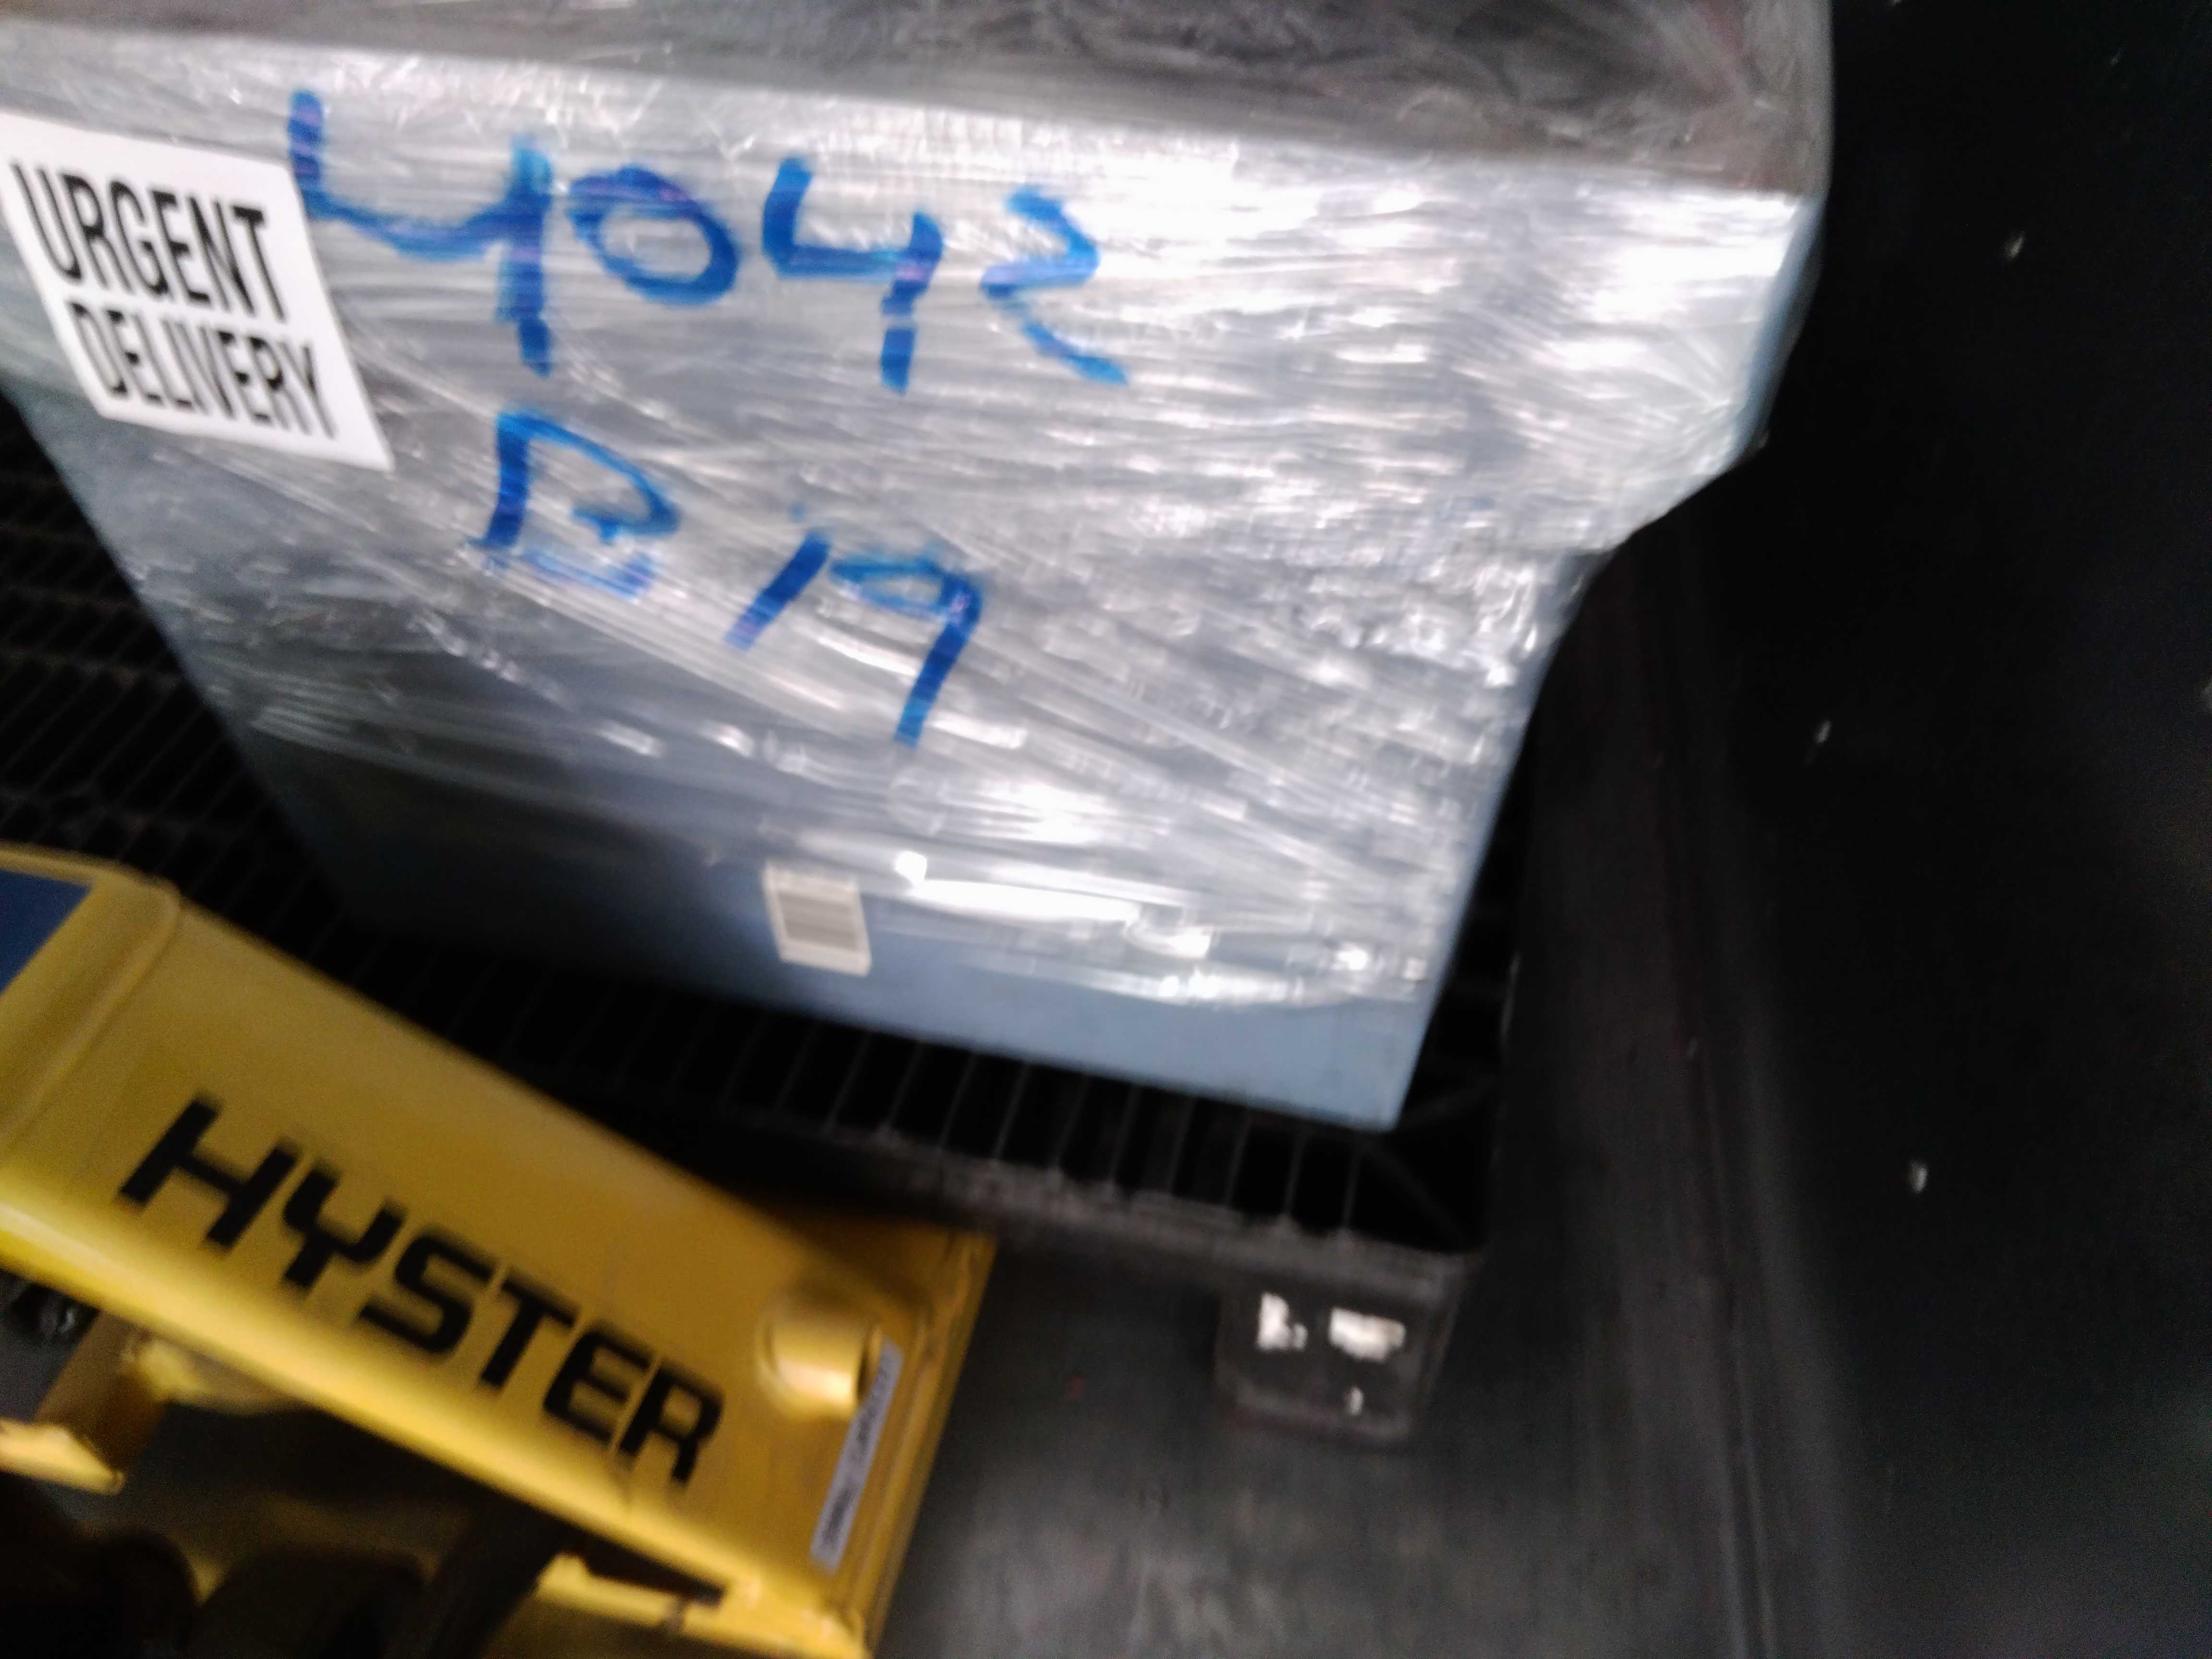 URGENT
DELIVERY
4042
B19
HYSTER